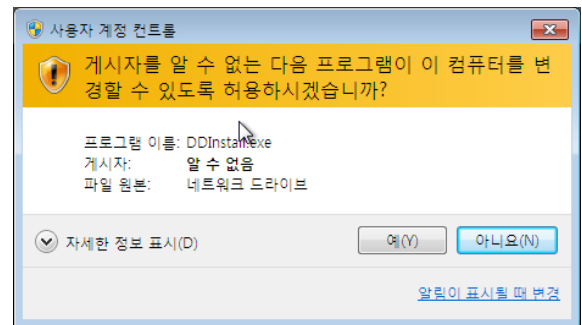 사용자 계정 컨트롤
게시자를 알 수 없는 다음 프로그램이 이 컴퓨터를 변
경할 수 있도록 허용하시겠습니까?
프로그램 이름: DDInstall.exe
게시자: 알 수 없음
파일 원본: 네트워크 드라이브
자세한 정보 표시(D)
예(Y) 아니요(N)
알림이 표시될 때 변경